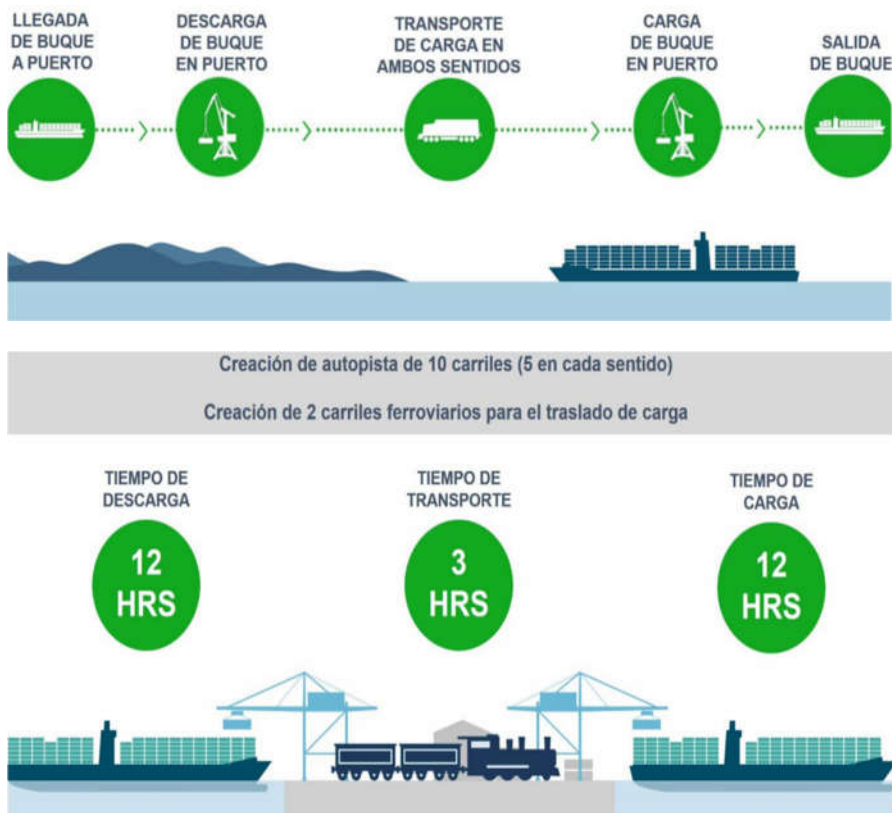 LLEGADA
DE BUQUE
A PUERTO
DESCARGA
DE BUQUE
EN PUERTO
TRANSPORTE
DE CARGA EN
AMBOS SENTIDOS
CARGA
DE BUQUE
EN PUERTO
SALIDA
DE BUQUE
Creación de autopista de 10 carriles (5 en cada sentido)
Creación de 2 carriles ferroviarios para el traslado de carga
TIEMPO DE
DESCARGA
12
HRS
TIEMPO DE
TRANSPORTE
3
HRS
TIEMPO DE
CARGA
12
HRS